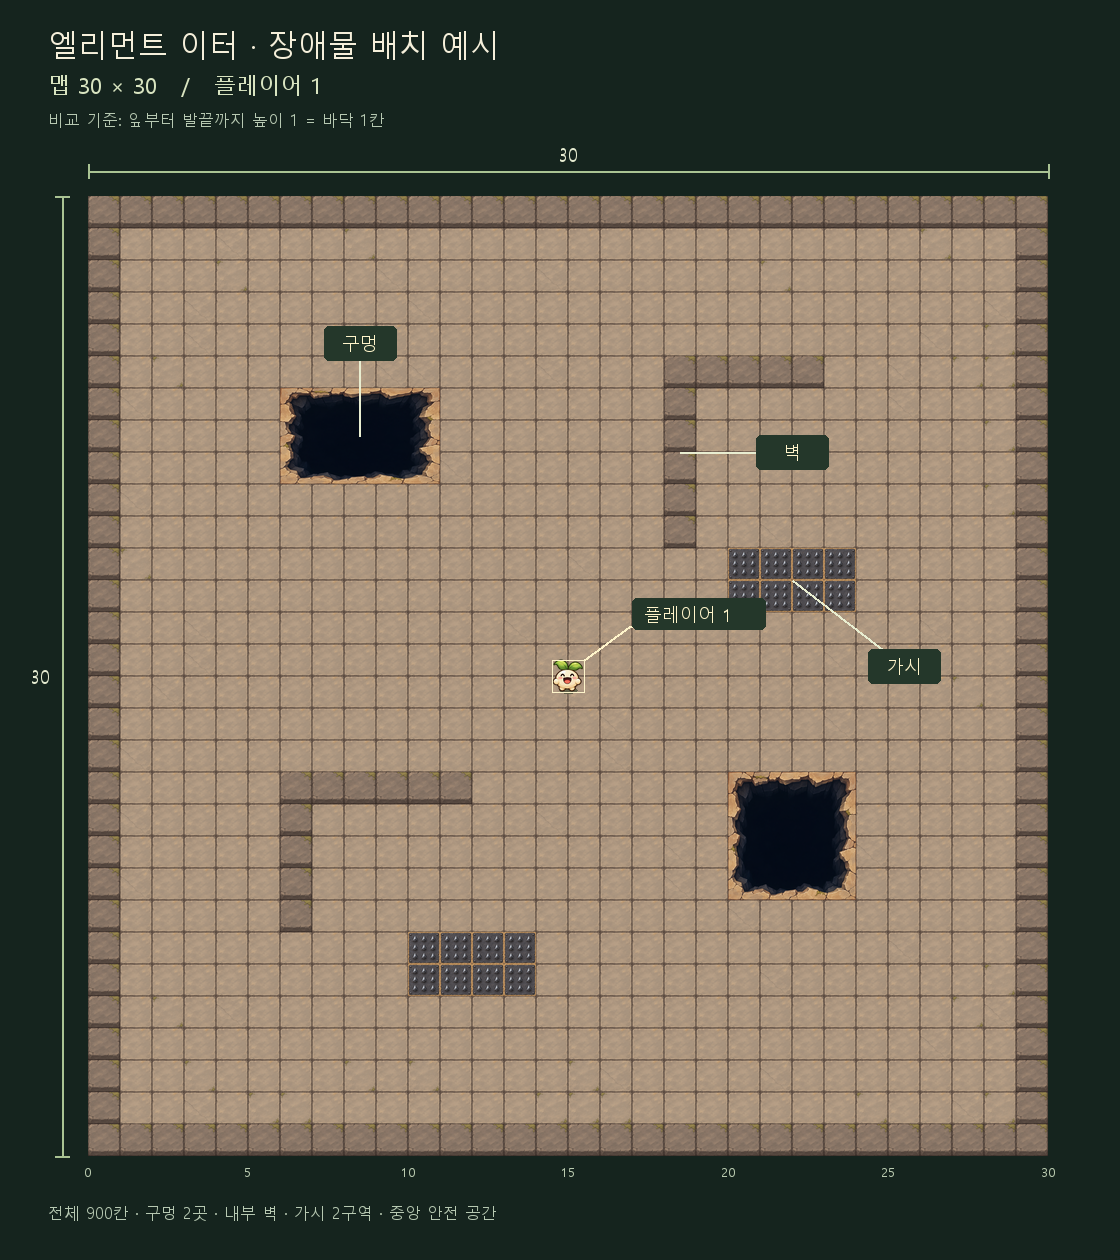 엘리먼트 이터 · 장애물 배치 예시
맵 30 × 30 / 플레이어 1
비교 기준: 잎부터 발끝까지 높이 1 = 바닥 1칸
30
구멍
벽
플레이어 1
가시
30
0 5 10 15 20 25 30
전체 900칸 · 구멍 2곳 · 내부 벽 · 가시 2구역 · 중앙 안전 공간